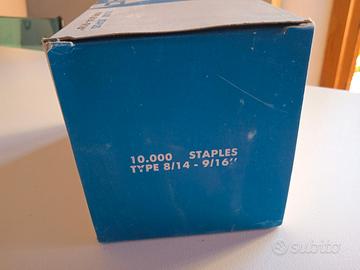 10.000 STAPLES
TYPE 8/14 - 9/16"
subito